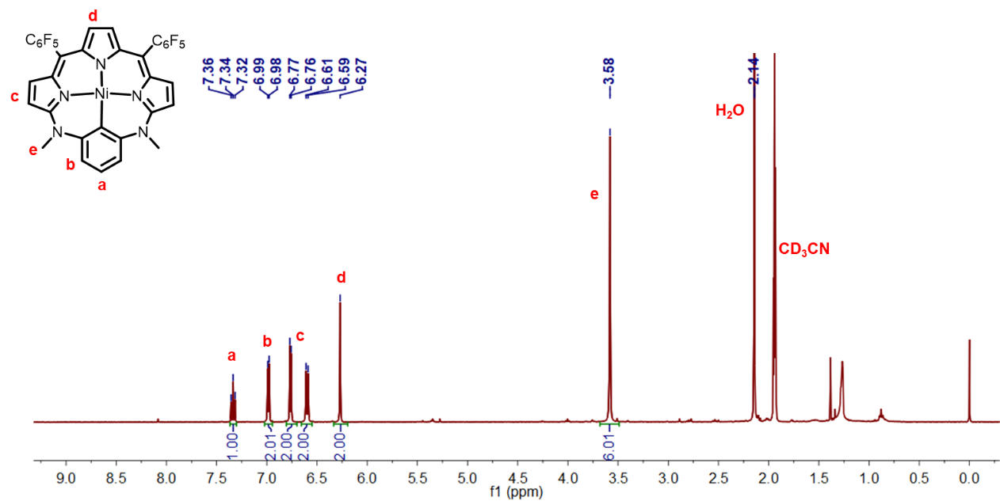 d
C6F5
C6F5
N
c
N
Ni
N
N
N
e
b
a
7.36
7.34
7.32
6.99
6.98
6.77
6.76
6.61
6.59
6.27
3.58
2.14
H2O
e
CD3CN
d
c
b
a
1.00
2.01
2.00
2.00
2.00
6.01
9.0 8.5 8.0 7.5 7.0 6.5 6.0 5.5 5.0 4.5 4.0 3.5 3.0 2.5 2.0 1.5 1.0 0.5 0.0
f1 (ppm)